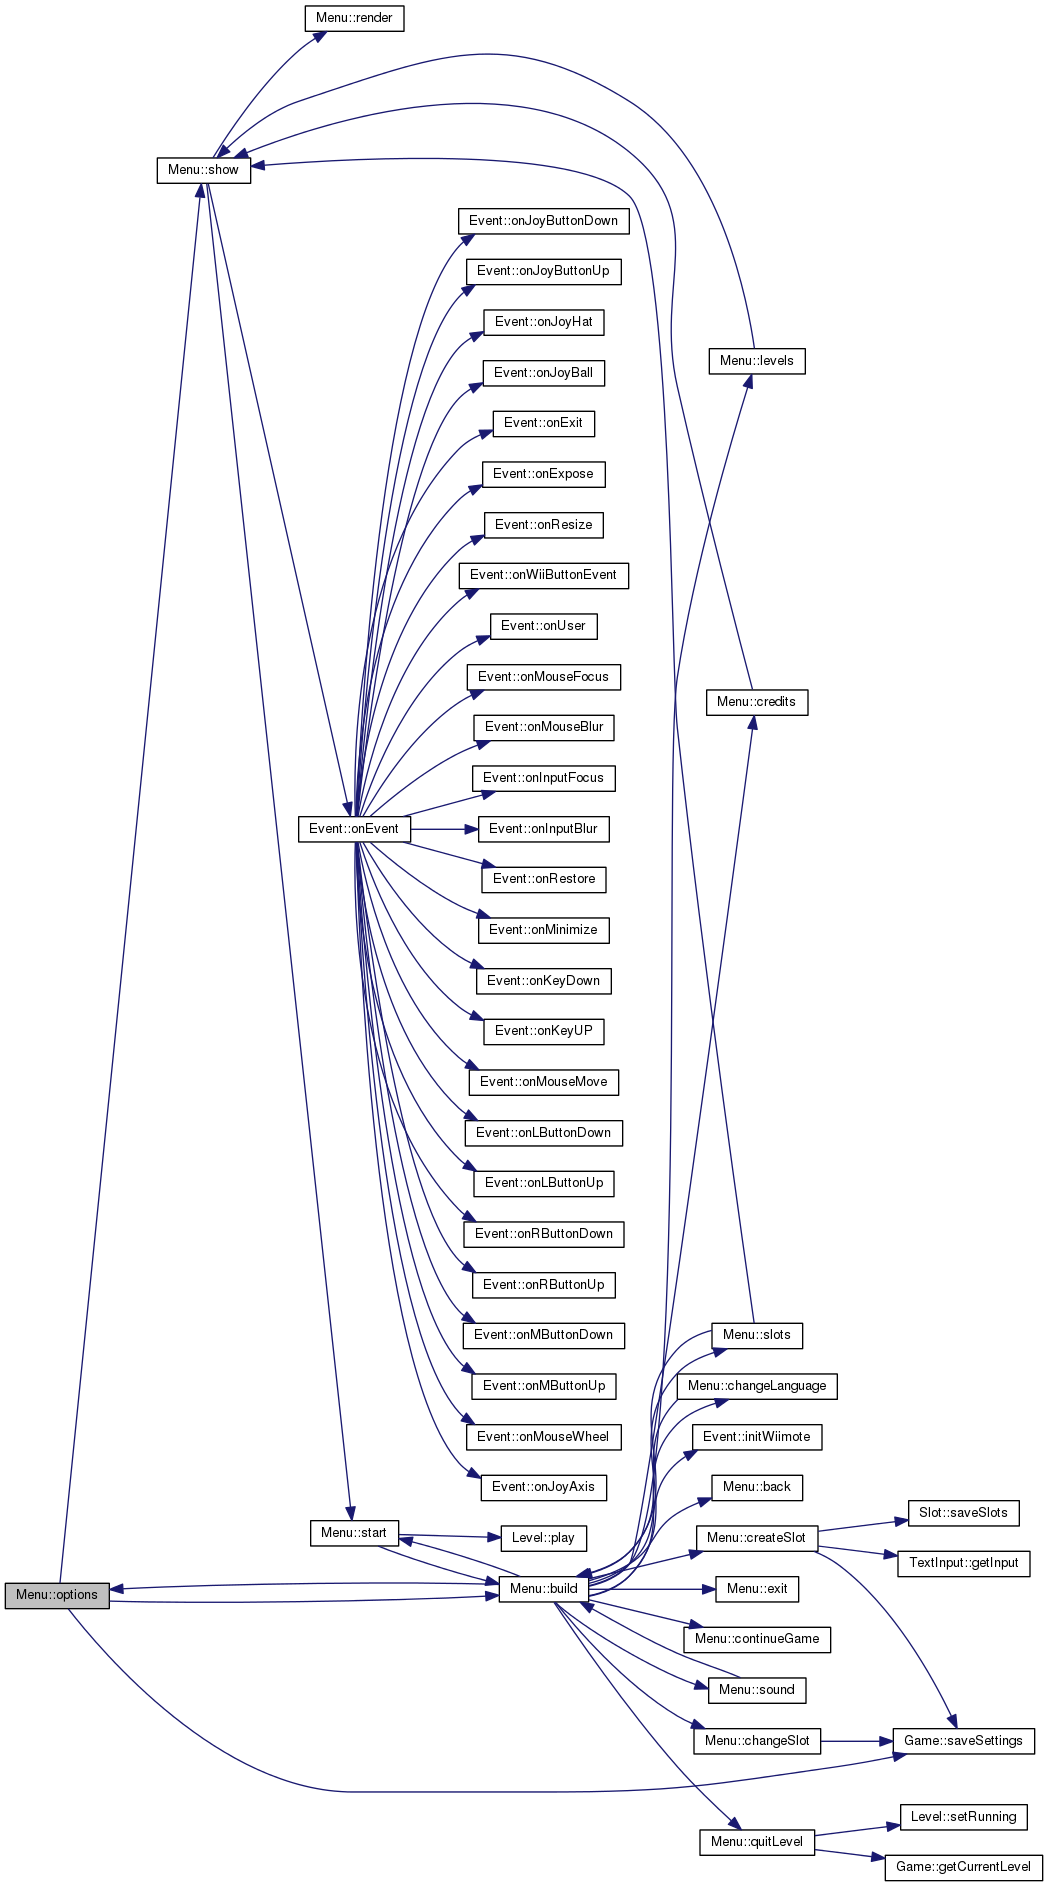 Menu::render
Menu::show
Event::onJoyButtonDown
Event::onJoyButtonUp
Event::onJoyHat
Menu::levels
Event::onJoyBall
Event::onExit
Event::onExpose
Event::onResize
Event::onWiiButtonEvent
Event::onUser
Event::onMouseFocus
Menu::credits
Event::onMouseBlur
Event::onInputFocus
Event::onEvent
Event::onInputBlur
Event::onRestore
Event::onMinimize
Event::onKeyDown
Event::onKeyUP
Event::onMouseMove
Event::onLButtonDown
Event::onLButtonUp
Event::onRButtonDown
Event::onRButtonUp
Event::onMButtonDown
Menu::slots
Event::onMButtonUp
Menu::changeLanguage
Event::onMouseWheel
Event::initWiimote
Event::onJoyAxis
Menu::back
Slot::saveSlots
Menu::start
Level::play
Menu::createSlot
TextInput::getInput
Menu::options
Menu::build
Menu::exit
Menu::continueGame
Menu::sound
Menu::changeSlot
Game::saveSettings
Level::setRunning
Menu::quitLevel
Game::getCurrentLevel